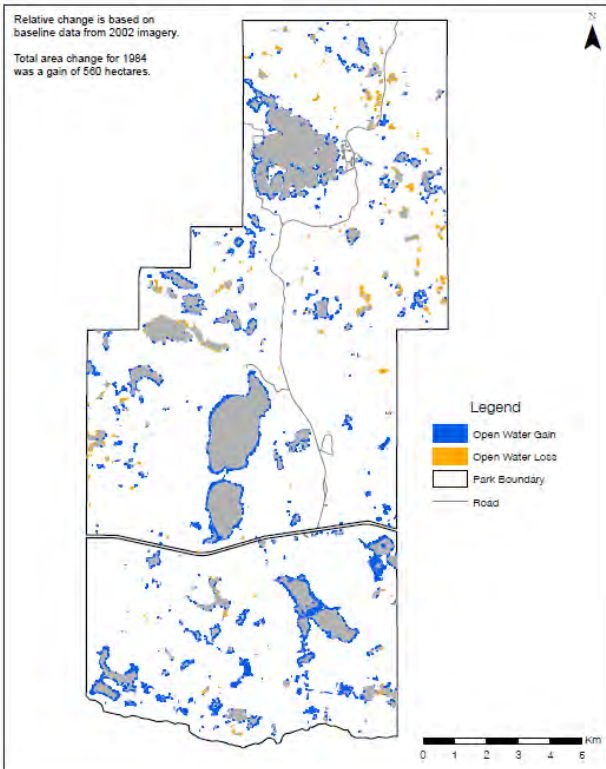 Relative change is based on
baseline data from 2002 imagery.
Total area change for 1984
was a gain of 560 hectares.
N
Legend
Open Water Gain
Open Water Loss
Park Boundary
Road
Km
0 1 2 3 4 5